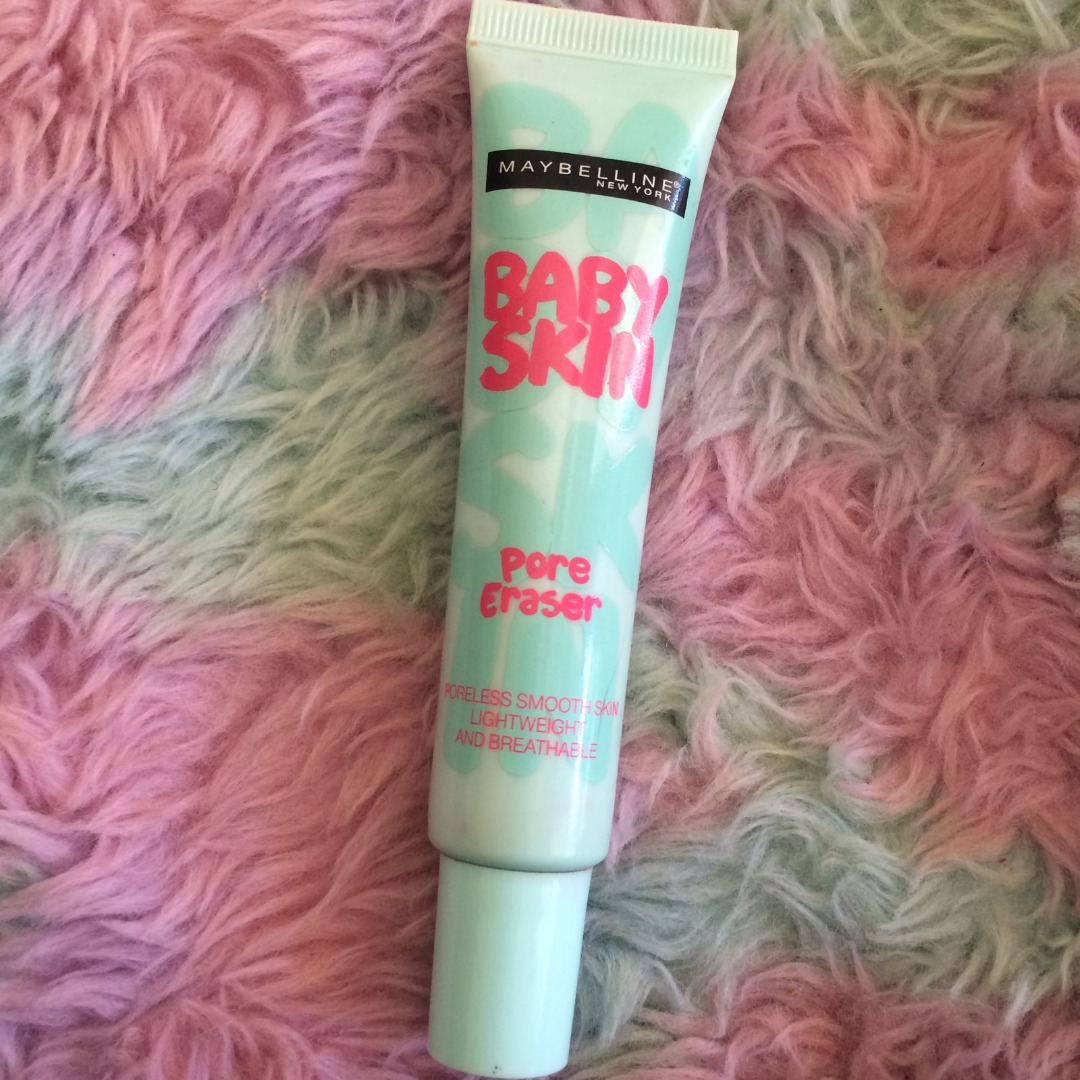 MAYBELLINE®
NEW YORK
BABY
SKIN
Pore
Eraser
PORELESS SMOOTH SKIN
LIGHTWEIGHT
AND BREATHABLE